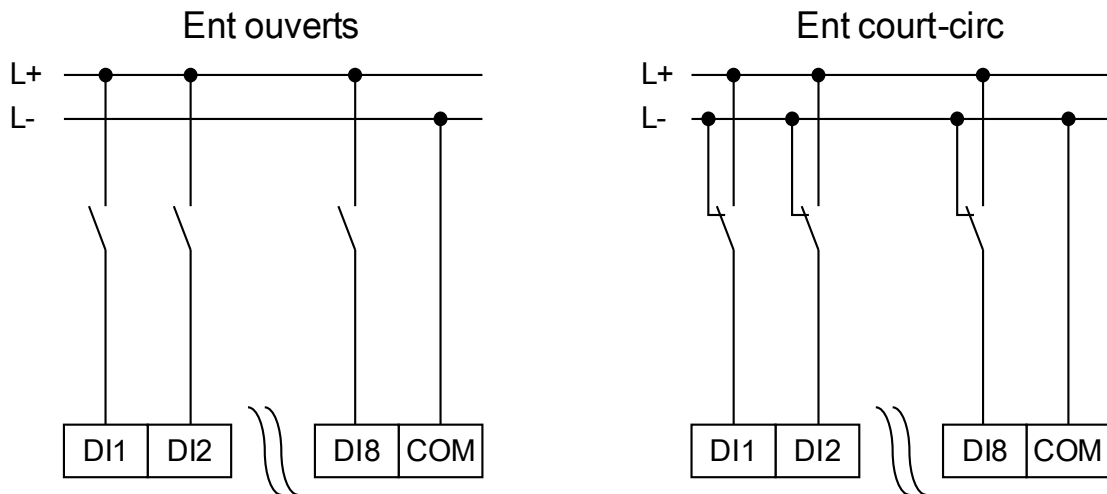 Ent ouverts
L+
L-
DI1 DI2 DI8 COM
Ent court-circ
L+
L-
DI1 DI2 DI8 COM